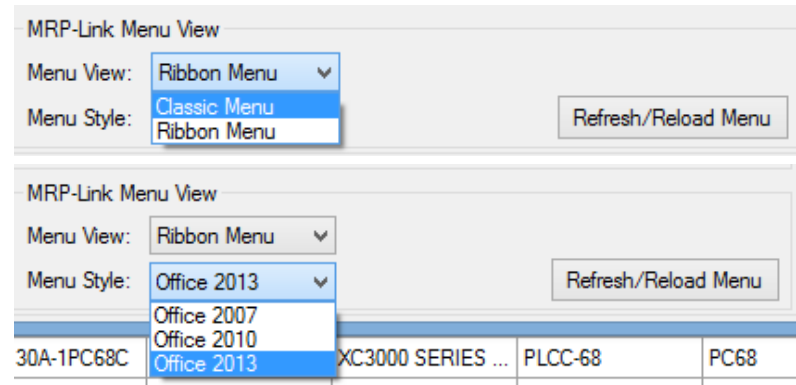 MRP-Link Menu View
Menu View: Ribbon Menu
Classic Menu
Menu Style: Refresh/Reload Menu
Ribbon Menu
MRP-Link Menu View
Menu View: Ribbon Menu
Menu Style: Office 2013 Refresh/Reload Menu
Office 2007
Office 2010
30A-1PC68C Office 2013 XC3000 SERIES ... PLCC-68 PC68